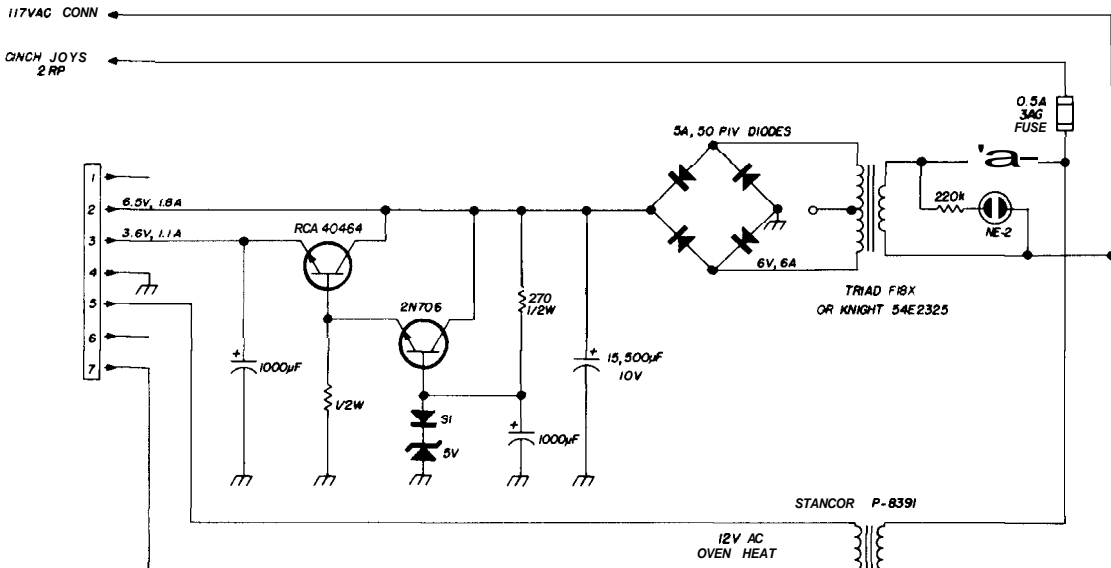 117VAC CONN
CINCH JOYS
2 RP
0.5A
3AG
FUSE
5A, 50 PIV DIODES
'a-
1
2 6.5V, 1.8A
3 3.6V, 1.1A
4
5
6
7
RCA 40464
2N706
220k
NE-2
6V, 6A
TRIAD F18X
OR KNIGHT 54E2325
270
1/2W
1000µF
15,500µF
10V
1/2W
S1
5V
1000µF
STANCOR P-8391
12V AC
OVEN HEAT